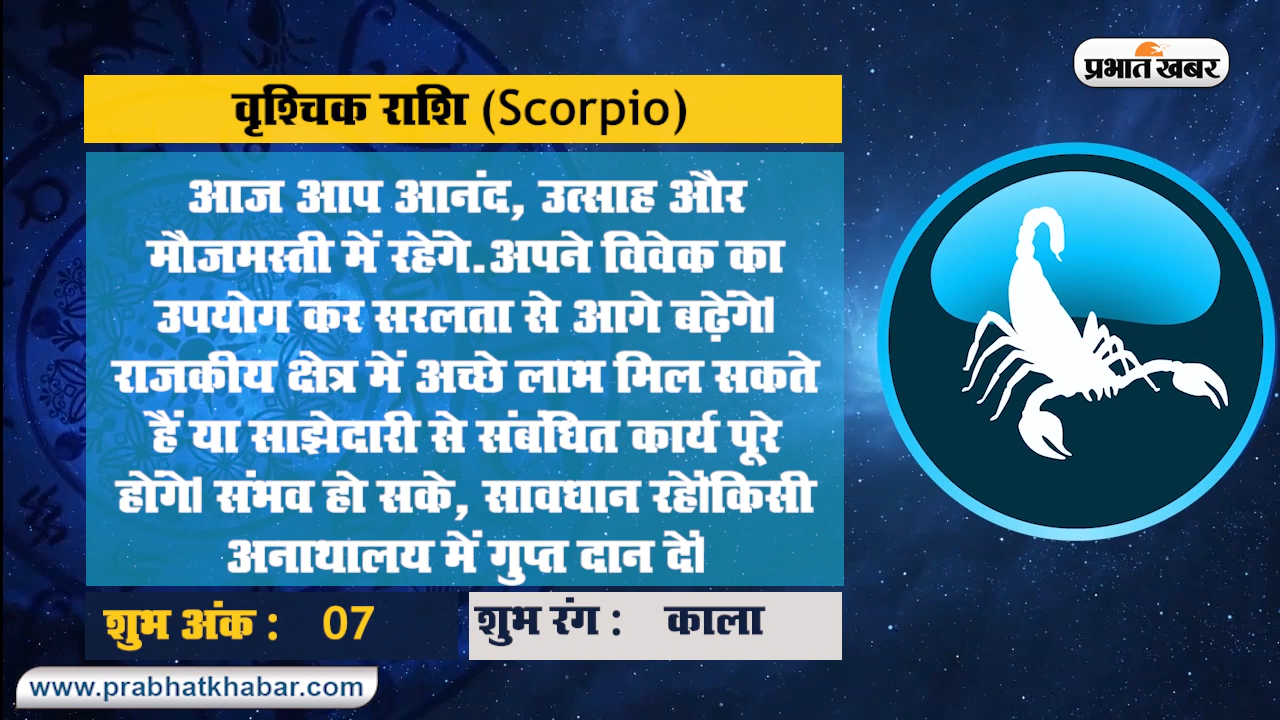 प्रभात खबर
वृश्चिक राशि (Scorpio)
आज आप आनंद, उत्साह और
मौजमस्ती में रहेंगे.अपने विवेक का
उपयोग कर सरलता से आगे बढ़ेंगे।
राजकीय क्षेत्र में अच्छे लाभ मिल सकते
हैं या साझेदारी से संबंधित कार्य पूरे
होंगे। संभव हो सके, सावधान रहें।किसी
अनाथालय में गुप्त दान दें।
शुभ अंक : 07 शुभ रंग : काला
www.prabhatkhabar.com